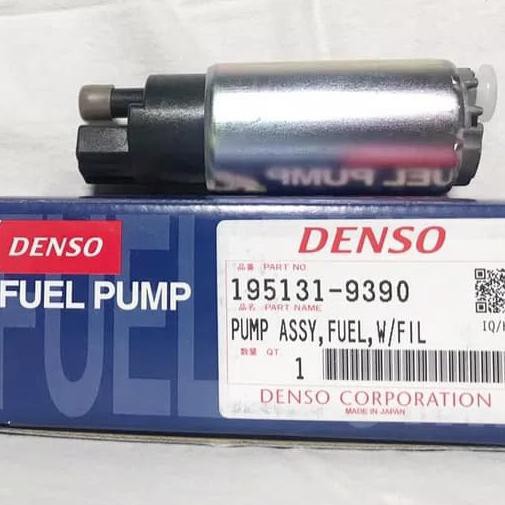 DENSO
FUEL PUMP
DENSO
品番 PART NO
195131-9390
品名 PART NAME
PUMP ASSY,FUEL,W/FIL
数量 QT.
1
DENSO CORPORATION
MADE IN JAPAN